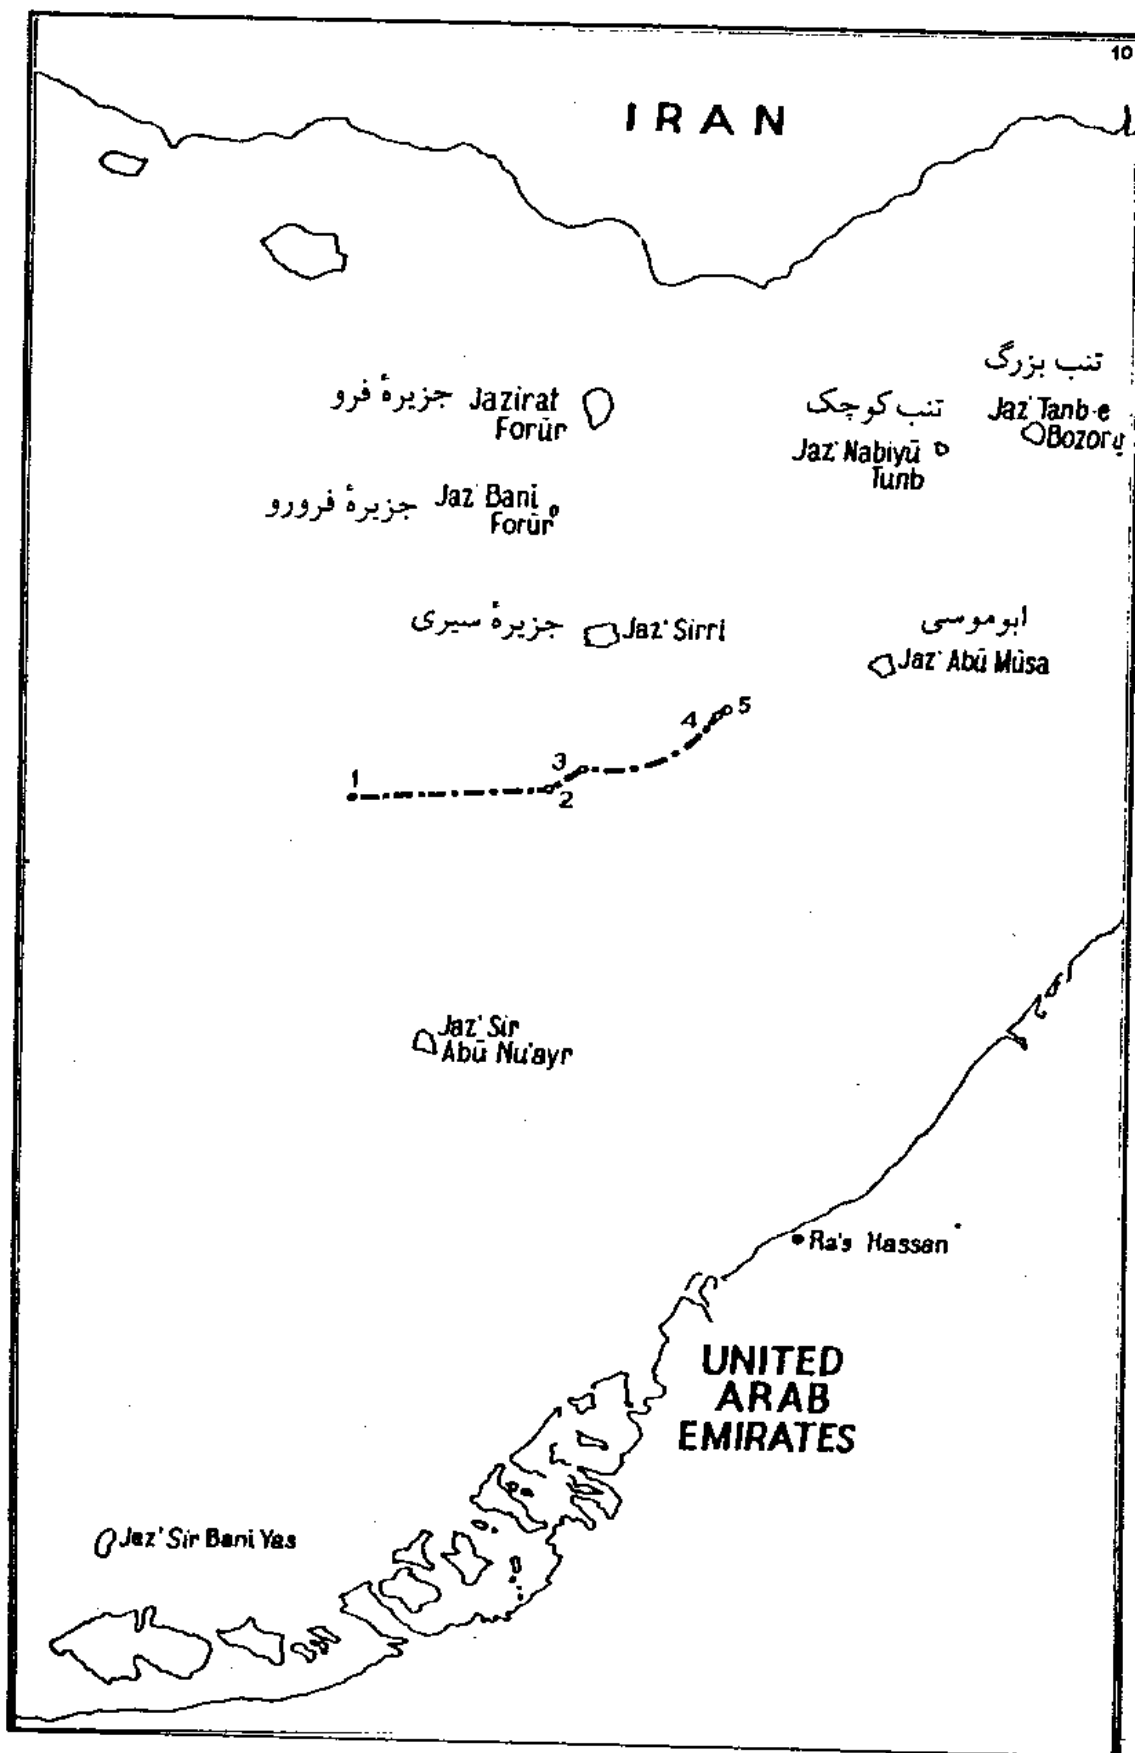 10
IRAN
تنب بزرگ
جزیرهٔ فرو Jazirat
Forūr
تنب کوچک
Jaz' Tanb-e
Bozorg
Jaz' Nabiyū
Tunb
جزیرهٔ فرورو Jaz' Bani
Forūr
جزیرهٔ سیری Jaz' Sirri
ابوموسی
Jaz' Abū Mūsa
4 5
3
1
2
Jaz' Sir
Abū Nu'ayr
Ra's Hassan
UNITED
ARAB
EMIRATES
Jaz' Sir Bani Yas